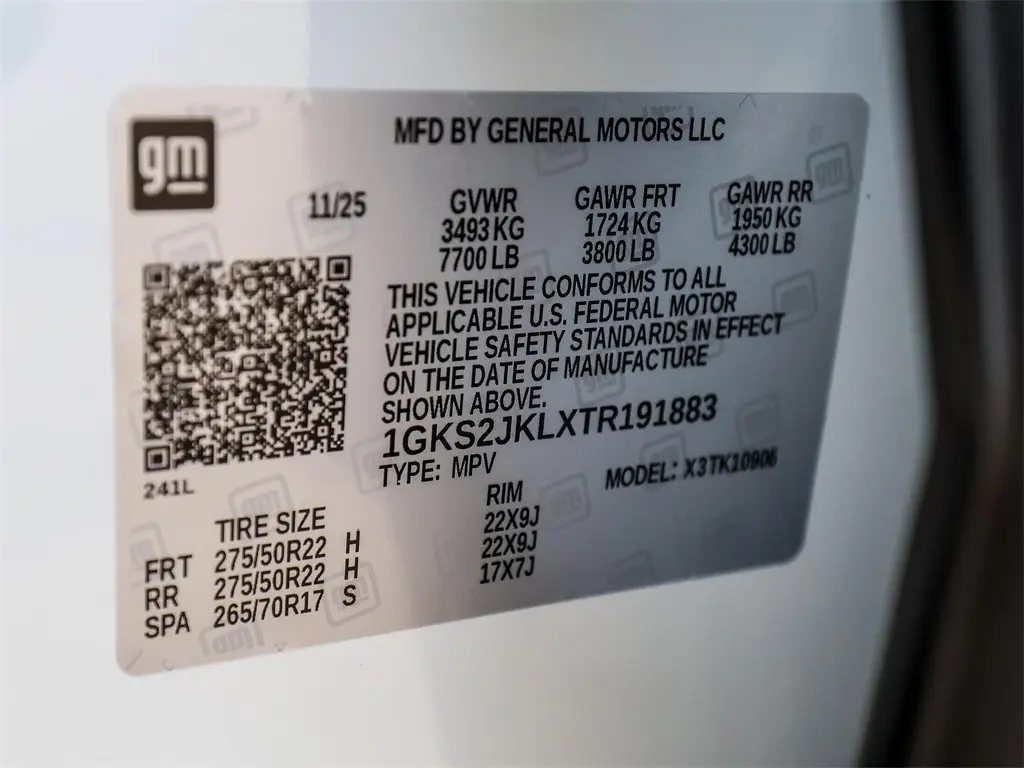 gm
MFD BY GENERAL MOTORS LLC
11/25 GVWR GAWR FRT GAWR RR
3493 KG 1724 KG 1950 KG
7700 LB 3800 LB 4300 LB
THIS VEHICLE CONFORMS TO ALL
APPLICABLE U.S. FEDERAL MOTOR
VEHICLE SAFETY STANDARDS IN EFFECT
ON THE DATE OF MANUFACTURE
SHOWN ABOVE.
1GKS2JKLXTR191883
TYPE: MPV MODEL: X3TK10906
241L
TIRE SIZE RIM
FRT 275/50R22 H 22X9J
RR 275/50R22 H 22X9J
SPA 265/70R17 S 17X7J